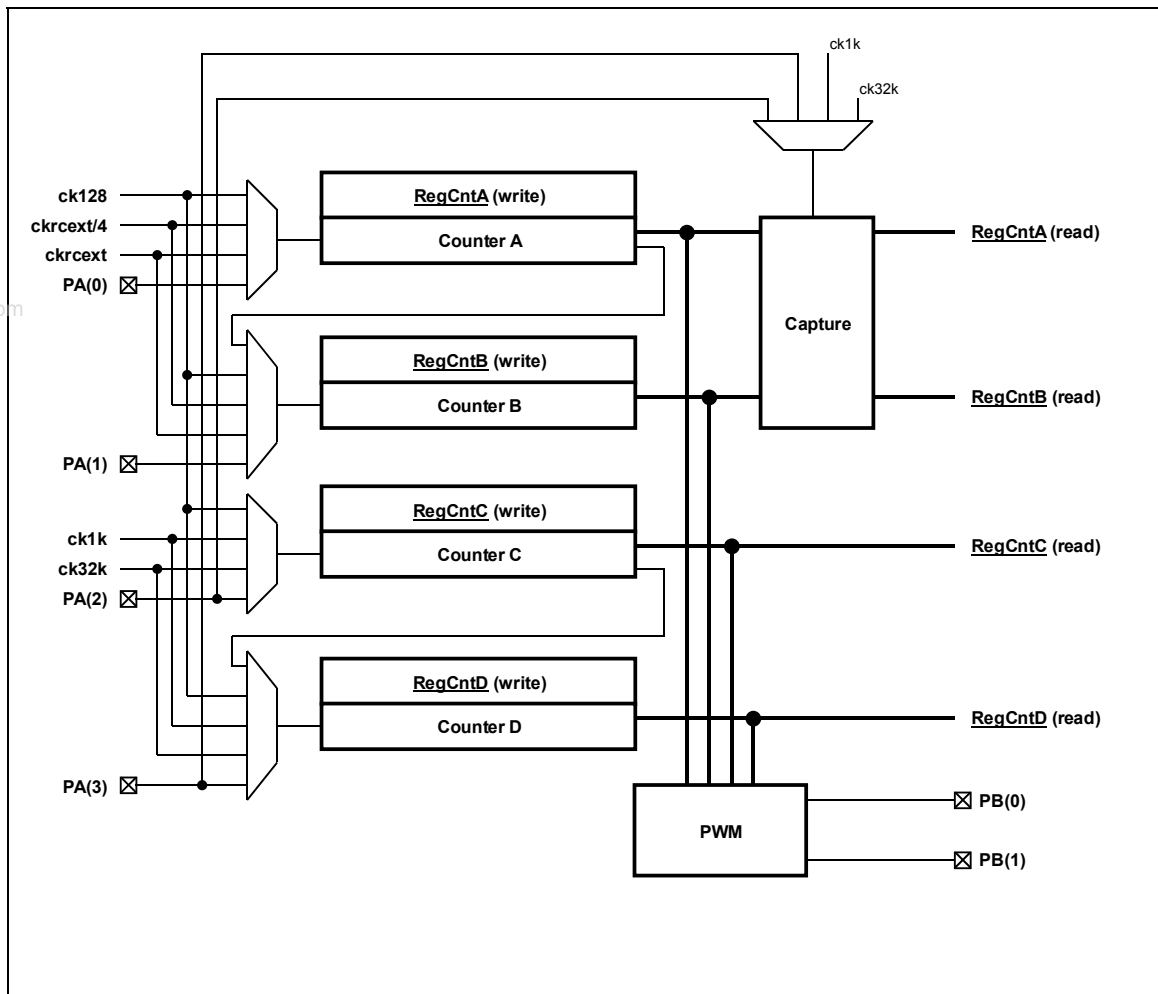 ck1k
ck32k
ck128
ckrcext/4
ckrcext
PA(0)
RegCntA (write)
Counter A
RegCntA (read)
om
Capture
RegCntB (write)
Counter B
RegCntB (read)
PA(1)
RegCntC (write)
Counter C
RegCntC (read)
ck1k
ck32k
PA(2)
RegCntD (write)
Counter D
RegCntD (read)
PA(3)
PWM
PB(0)
PB(1)